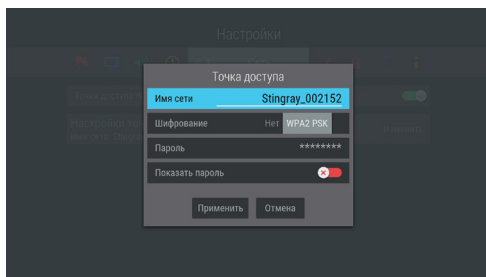 Настройки
Точка доступа
Имя сети Stingray_002152
Шифрование Нет WPA2 PSK
Пароль ********
Показать пароль
Применить Отмена